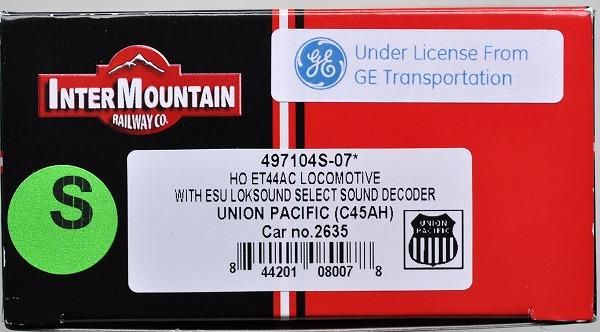 INTERMOUNTAIN
RAILWAY CO.
GE
Under License From
GE Transportation
S
497104S-07*
HO ET44AC LOCOMOTIVE
WITH ESU LOKSOUND SELECT SOUND DECODER
UNION PACIFIC (C45AH)
Car no.2635
8 44201 08007 8
UNION
PACIFIC